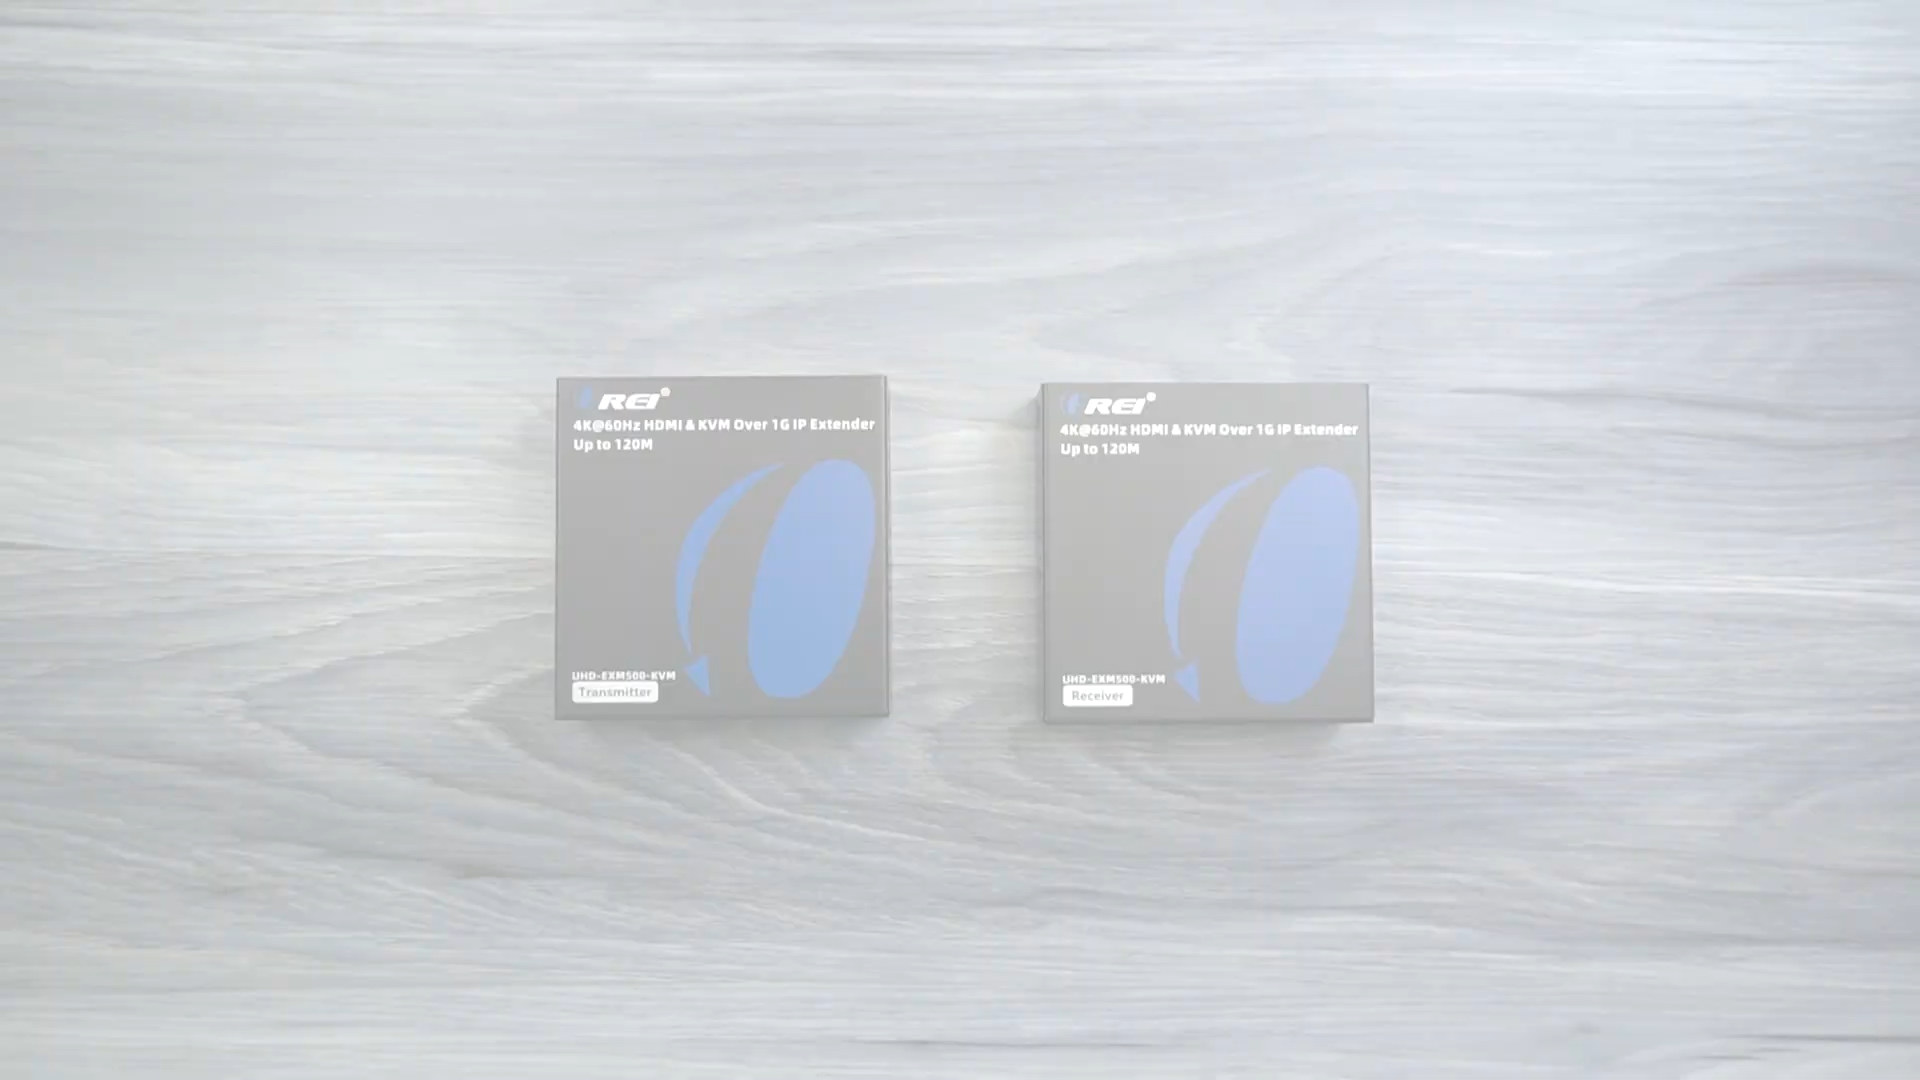 OREI
4K@60Hz HDMI & KVM Over 1G IP Extender
Up to 120M
UHD-EXM500-KVM
Transmitter
OREI
4K@60Hz HDMI & KVM Over 1G IP Extender
Up to 120M
UHD-EXM500-KVM
Receiver